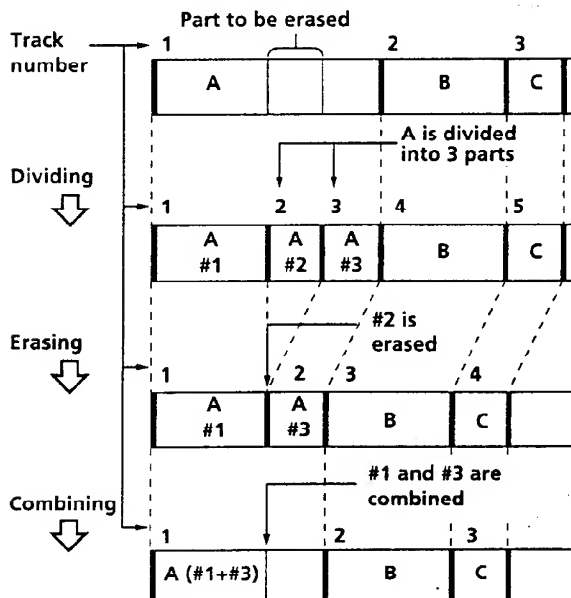 Part to be erased
Track number
1 2 3
A B C
A is divided into 3 parts
Dividing
1 2 3 4 5
A #1 A #2 A #3 B C
#2 is erased
Erasing
1 2 3 4
A #1 A #3 B C
#1 and #3 are combined
Combining
1 2 3
A (#1+#3) B C